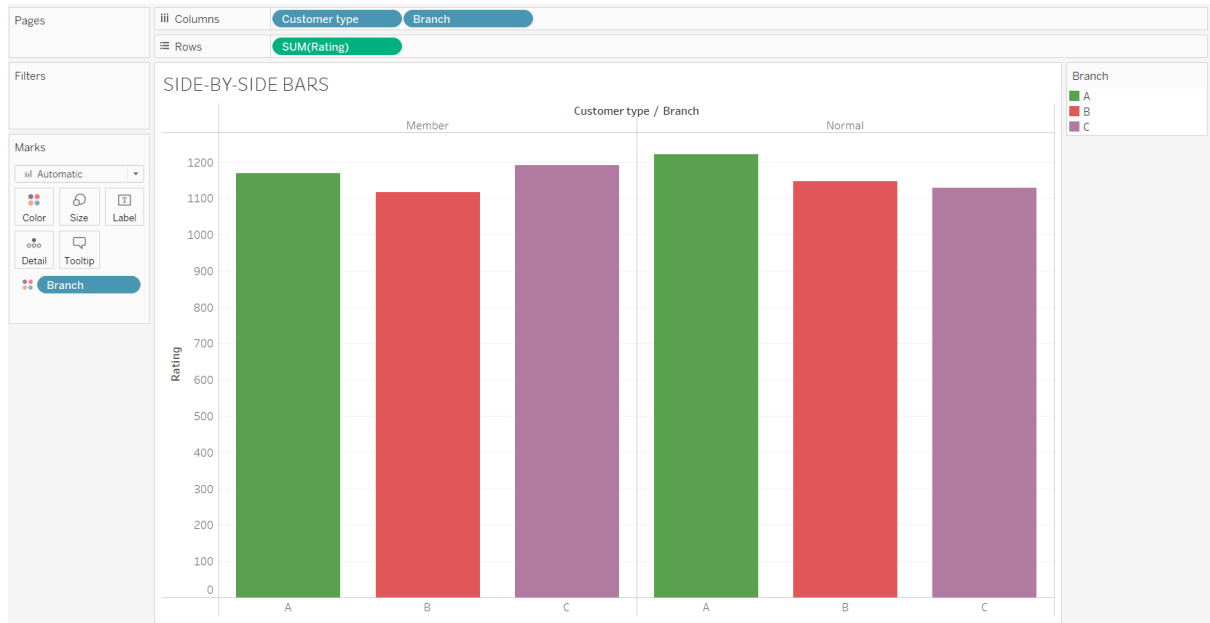 Pages
Columns
Customer type
Branch
Rows
SUM(Rating)
Filters
Marks
Automatic
Color
Size
T
Label
Detail
Tooltip
Branch
SIDE-BY-SIDE BARS
Customer type / Branch
Member
Normal
1200
1100
1000
900
800
700
600
500
400
300
200
100
0
Rating
A
B
C
A
B
C
Branch
A
B
C